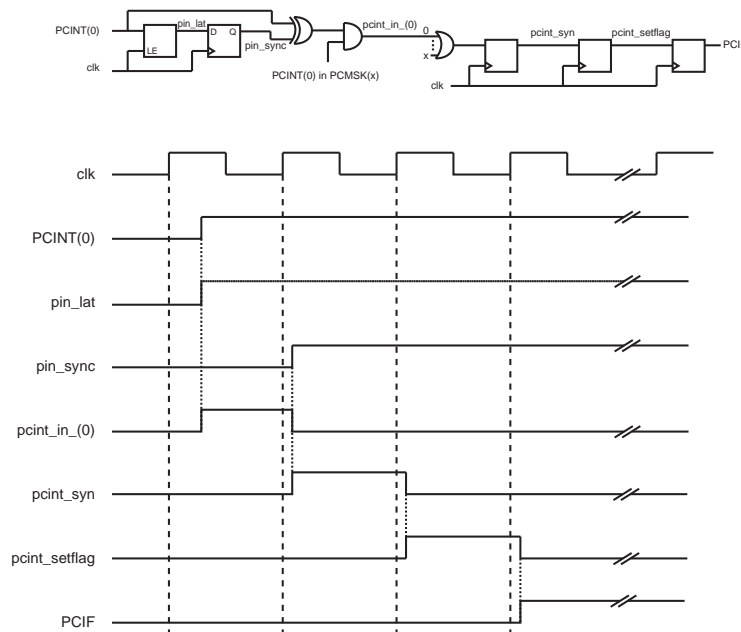 PCINT(0)
pin_lat
D Q
LE
clk
pin_sync
PCINT(0) in PCMSK(x)
pcint_in_(0)
0
x
clk
pcint_syn
pcint_setflag
PCI
clk
PCINT(0)
pin_lat
pin_sync
pcint_in_(0)
pcint_syn
pcint_setflag
PCIF